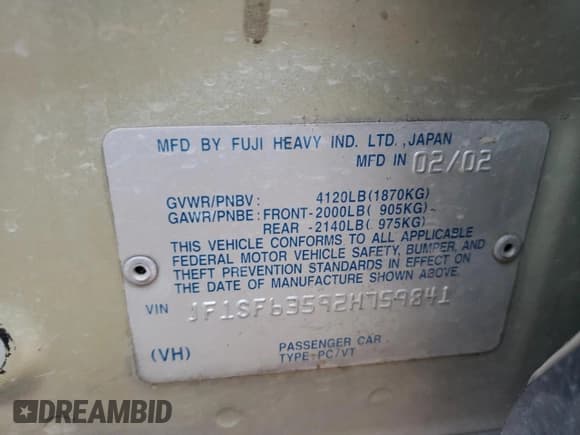 MFD BY FUJI HEAVY IND. LTD., JAPAN
MFD IN 02/02
GVWR/PNBV: 4120LB(1870KG)
GAWR/PNBE: FRONT-2000LB( 905KG)-
REAR -2140LB( 975KG)
THIS VEHICLE CONFORMS TO ALL APPLICABLE
FEDERAL MOTOR VEHICLE SAFETY, BUMPER, AND
THEFT PREVENTION STANDARDS IN EFFECT ON
THE DATE OF MANUFACTURE SHOWN ABOVE.
VIN JF1SF63592H759841
(VH) PASSENGER CAR
TYPE:PC/VT
DREAMBID